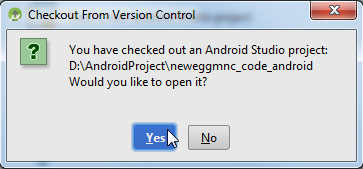 Checkout From Version Control
You have checked out an Android Studio project:
D:\AndroidProject\neweggmnc_code_android
Would you like to open it?
Yes
No